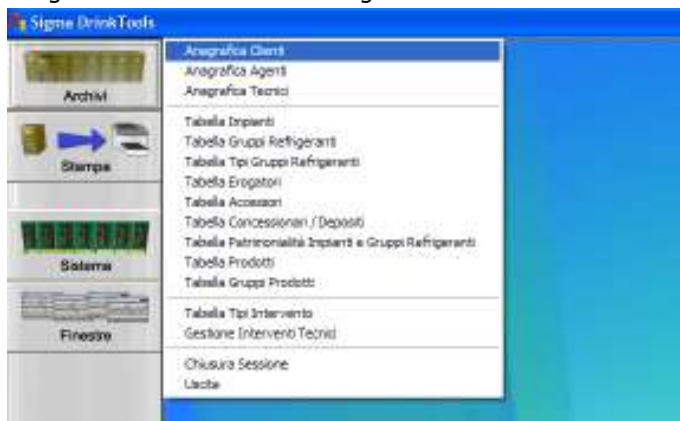 Sigma DrinkTools
Archivi
Stampa
Sistema
Finestre
Anagrafica Clienti
Anagrafica Agenti
Anagrafica Tecnici
Tabella Impianti
Tabella Gruppi Refrigeranti
Tabella Tipi Gruppi Refrigeranti
Tabella Erogatori
Tabella Accessori
Tabella Concessionari / Depositi
Tabella Patrimonialità Impianti e Gruppi Refrigeranti
Tabella Prodotti
Tabella Gruppi Prodotti
Tabella Tipi Intervento
Gestione Interventi Tecnici
Chiusura Sessione
Uscita